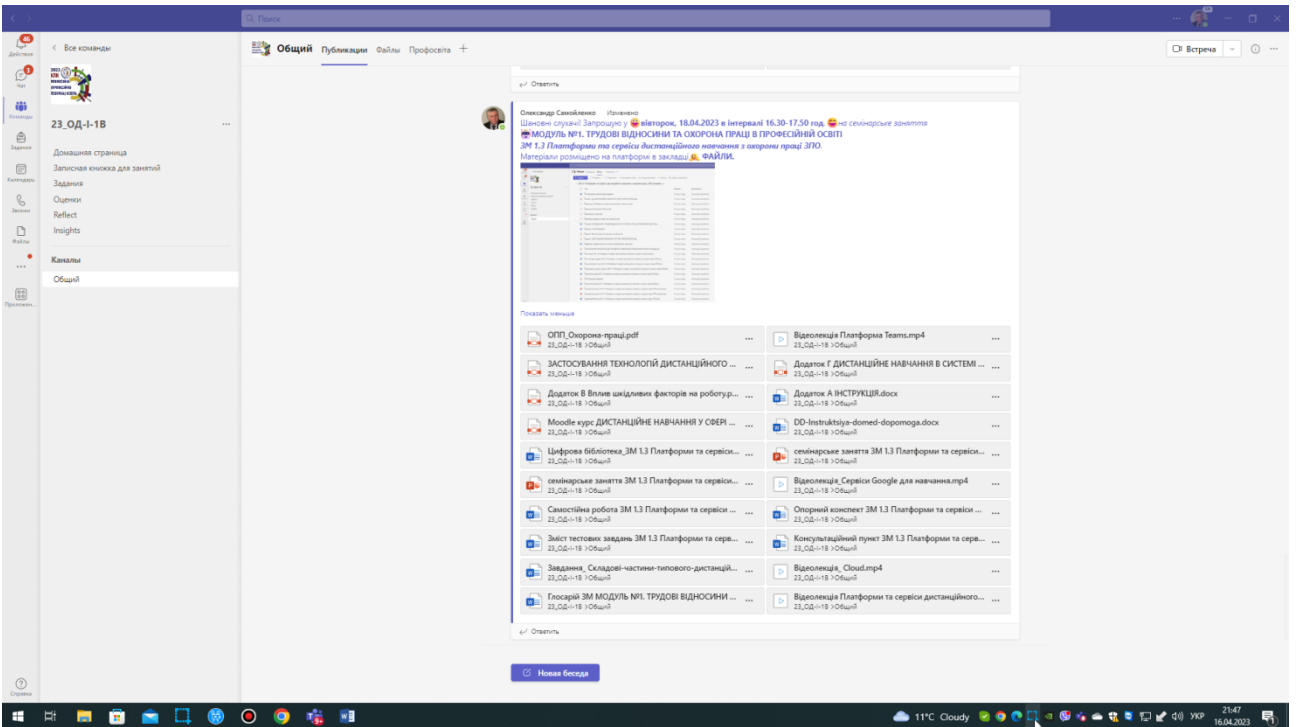 Поиск
46
Действия
Чат
Команды
Задания
Календарь
Звонки
Файлы
Приложен...
Справка
Все команды
23_ОД-І-1В
Домашняя страница
Записная книжка для занятий
Задания
Оценки
Reflect
Insights
Каналы
Общий
Общий Публикации Файлы Профосвіта
Встреча
Ответить
Олександр Самойленко Изменено
Шановні слухачі! Запрошую у вівторок, 18.04.2023 в інтервалі 16.30-17.50 год. на семінарське заняття
МОДУЛЬ №1. ТРУДОВІ ВІДНОСИНИ ТА ОХОРОНА ПРАЦІ В ПРОФЕСІЙНІЙ ОСВІТІ
ЗМ 1.3 Платформи та сервіси дистанційного навчання з охорони праці ЗПО.
Матеріали розміщено на платформі в закладці ФАЙЛИ.
Показать меньше
ОПП_Охорона-праці.pdf
23_ОД-І-1В >Общий
Відеолекція Платформа Teams.mp4
23_ОД-І-1В >Общий
ЗАСТОСУВАННЯ ТЕХНОЛОГІЙ ДИСТАНЦІЙНОГО ...
23_ОД-І-1В >Общий
Додаток Г ДИСТАНЦІЙНЕ НАВЧАННЯ В СИСТЕМІ ...
23_ОД-І-1В >Общий
Додаток В Вплив шкідливих факторів на роботу.p...
23_ОД-І-1В >Общий
Додаток А ІНСТРУКЦІЯ.docx
23_ОД-І-1В >Общий
Moodle курс ДИСТАНЦІЙНЕ НАВЧАННЯ У СФЕРІ ...
23_ОД-І-1В >Общий
DD-Instruktsiya-domed-dopomoga.docx
23_ОД-І-1В >Общий
Цифрова бібліотека_ЗМ 1.3 Платформи та сервіси...
23_ОД-І-1В >Общий
семінарське заняття ЗМ 1.3 Платформи та сервіси...
23_ОД-І-1В >Общий
семінарське заняття ЗМ 1.3 Платформи та сервіси...
23_ОД-І-1В >Общий
Відеолекція_Сервіси Google для навчання.mp4
23_ОД-І-1В >Общий
Самостійна робота ЗМ 1.3 Платформи та сервіси ...
23_ОД-І-1В >Общий
Опорний конспект ЗМ 1.3 Платформи та сервіси ...
23_ОД-І-1В >Общий
Зміст тестових завдань ЗМ 1.3 Платформи та серв...
23_ОД-І-1В >Общий
Консультаційний пункт ЗМ 1.3 Платформи та серв...
23_ОД-І-1В >Общий
Завдання_ Складові-частини-типового-дистанцій...
23_ОД-І-1В >Общий
Відеолекція_ Cloud.mp4
23_ОД-І-1В >Общий
Глосарій ЗМ МОДУЛЬ №1. ТРУДОВІ ВІДНОСИНИ ...
23_ОД-І-1В >Общий
Відеолекція Платформи та сервіси дистанційного...
23_ОД-І-1В >Общий
Ответить
Новая беседа
11°C Cloudy
УКР
21:47
16.04.2023